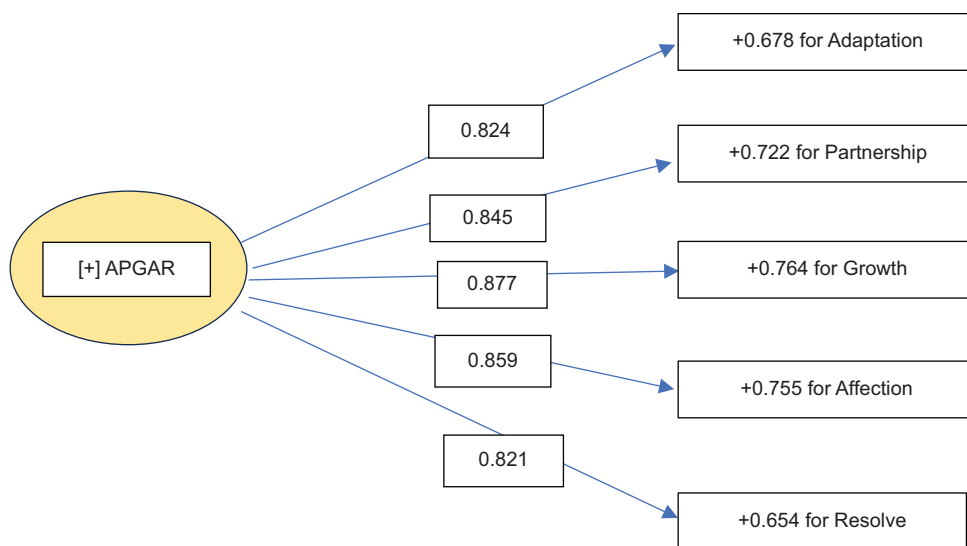 +0.678 for Adaptation
0.824
+0.722 for Partnership
0.845
[+] APGAR
+0.764 for Growth
0.877
0.859
+0.755 for Affection
0.821
+0.654 for Resolve